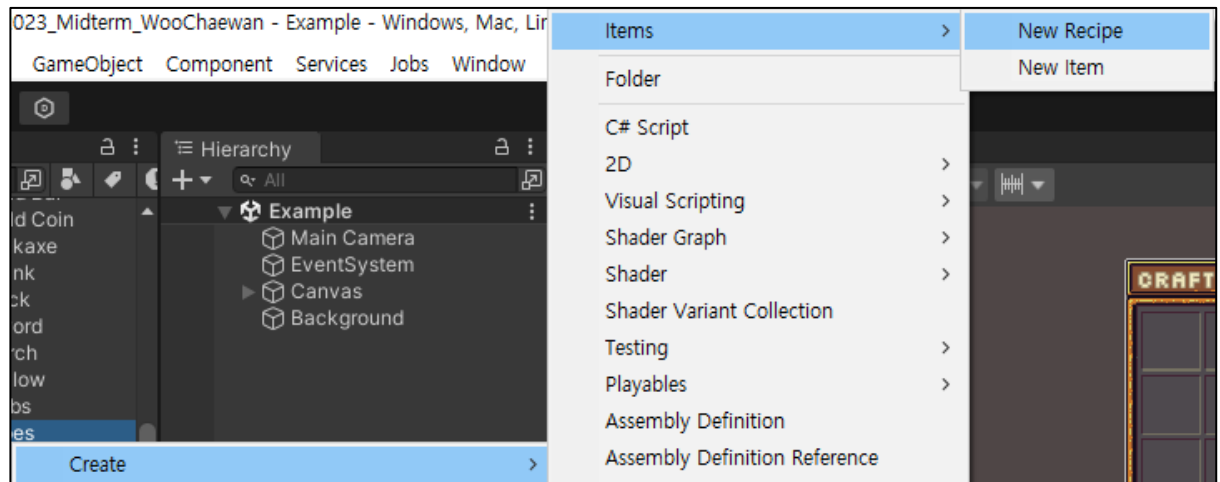 023_Midterm_WooChaewan - Example - Windows, Mac, Lin
GameObject Component Services Jobs Window
Hierarchy
All
Example
Main Camera
EventSystem
Canvas
Background
ld Coin
kaxe
nk
ck
ord
rch
low
bs
es
Create
Items
Folder
C# Script
2D
Visual Scripting
Shader Graph
Shader
Shader Variant Collection
Testing
Playables
Assembly Definition
Assembly Definition Reference
New Recipe
New Item
CRAFT